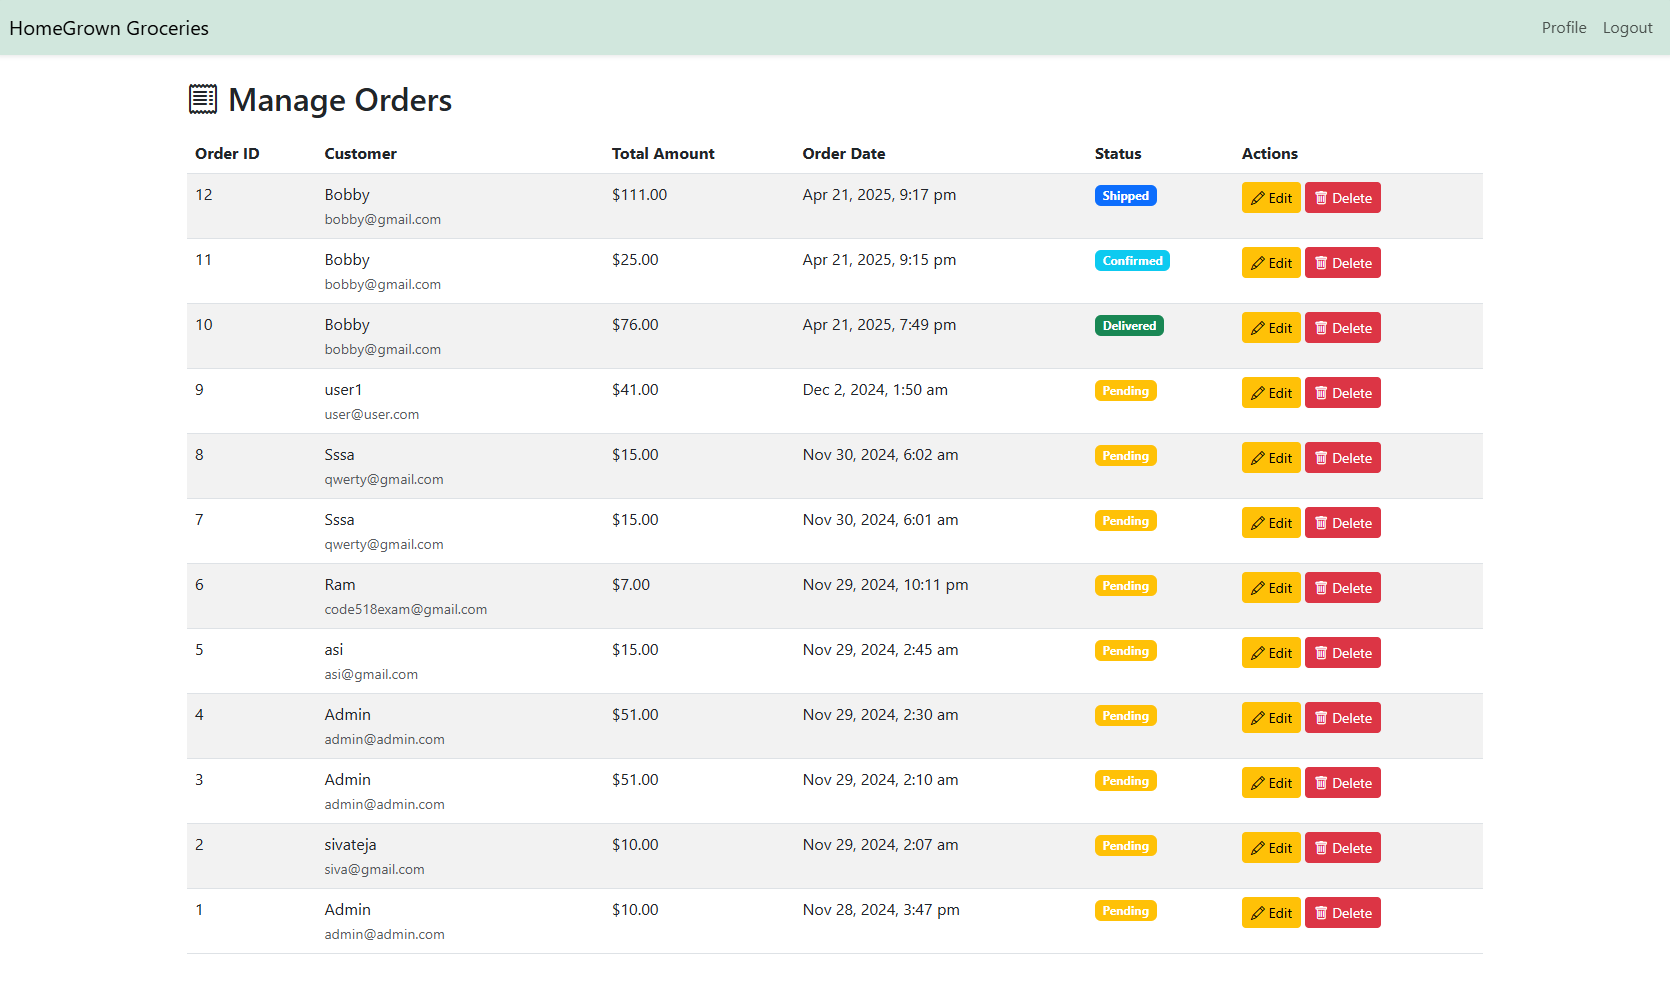 HomeGrown Groceries Profile Logout
Manage Orders
Order ID Customer Total Amount Order Date Status Actions
12 Bobby $111.00 Apr 21, 2025, 9:17 pm Shipped Edit Delete
bobby@gmail.com
11 Bobby $25.00 Apr 21, 2025, 9:15 pm Confirmed Edit Delete
bobby@gmail.com
10 Bobby $76.00 Apr 21, 2025, 7:49 pm Delivered Edit Delete
bobby@gmail.com
9 user1 $41.00 Dec 2, 2024, 1:50 am Pending Edit Delete
user@user.com
8 Sssa $15.00 Nov 30, 2024, 6:02 am Pending Edit Delete
qwerty@gmail.com
7 Sssa $15.00 Nov 30, 2024, 6:01 am Pending Edit Delete
qwerty@gmail.com
6 Ram $7.00 Nov 29, 2024, 10:11 pm Pending Edit Delete
code518exam@gmail.com
5 asi $15.00 Nov 29, 2024, 2:45 am Pending Edit Delete
asi@gmail.com
4 Admin $51.00 Nov 29, 2024, 2:30 am Pending Edit Delete
admin@admin.com
3 Admin $51.00 Nov 29, 2024, 2:10 am Pending Edit Delete
admin@admin.com
2 sivateja $10.00 Nov 29, 2024, 2:07 am Pending Edit Delete
siva@gmail.com
1 Admin $10.00 Nov 28, 2024, 3:47 pm Pending Edit Delete
admin@admin.com